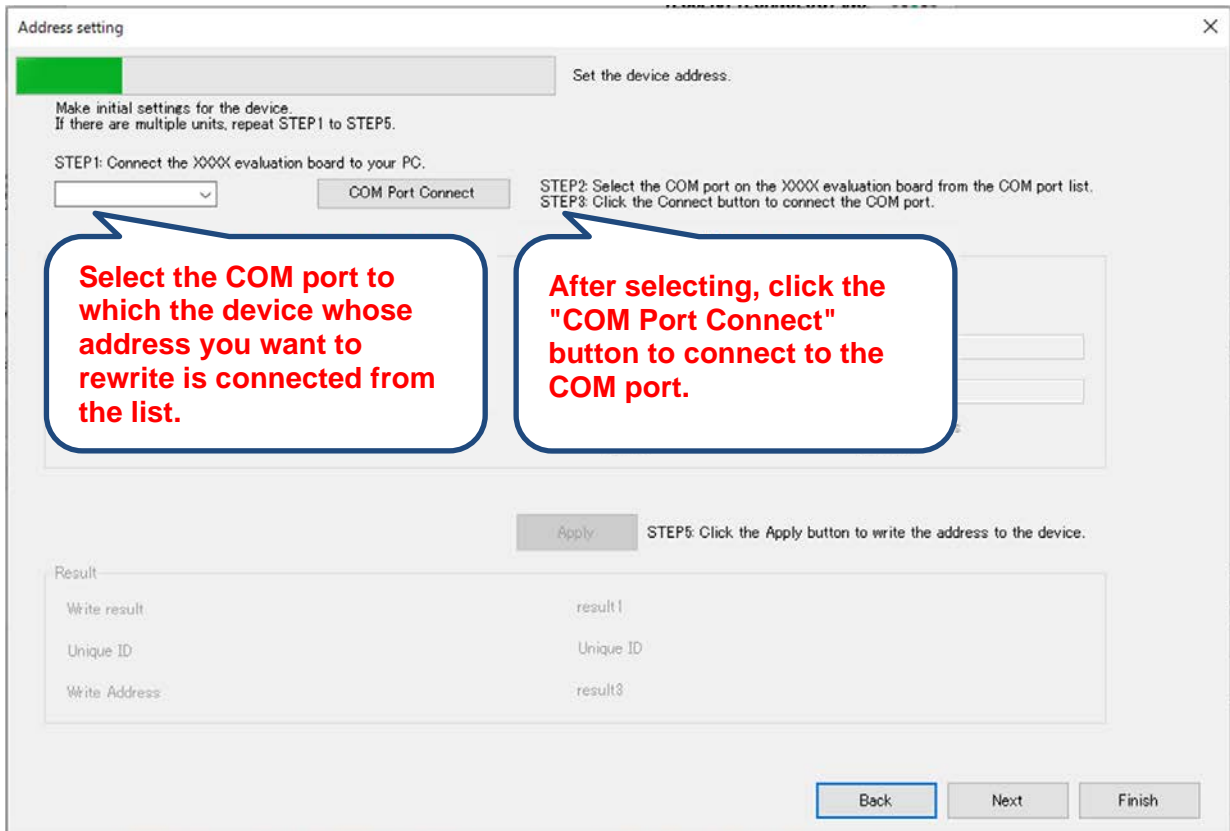 Address setting
Set the device address.
Make initial settings for the device.
If there are multiple units, repeat STEP1 to STEP5.
STEP1: Connect the XXXX evaluation board to your PC.
COM Port Connect
STEP2: Select the COM port on the XXXX evaluation board from the COM port list.
STEP3: Click the Connect button to connect the COM port.
Select the COM port to
which the device whose
address you want to
rewrite is connected from
the list.
After selecting, click the
"COM Port Connect"
button to connect to the
COM port.
Apply
STEP5: Click the Apply button to write the address to the device.
Result
Write result
result1
Unique ID
Unique ID
Write Address
result3
Back
Next
Finish